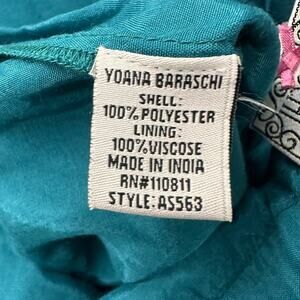 YOANA BARASCHI
SHELL:
100% POLYESTER
LINING:
100% VISCOSE
MADE IN INDIA
RN#110811
STYLE: AS563